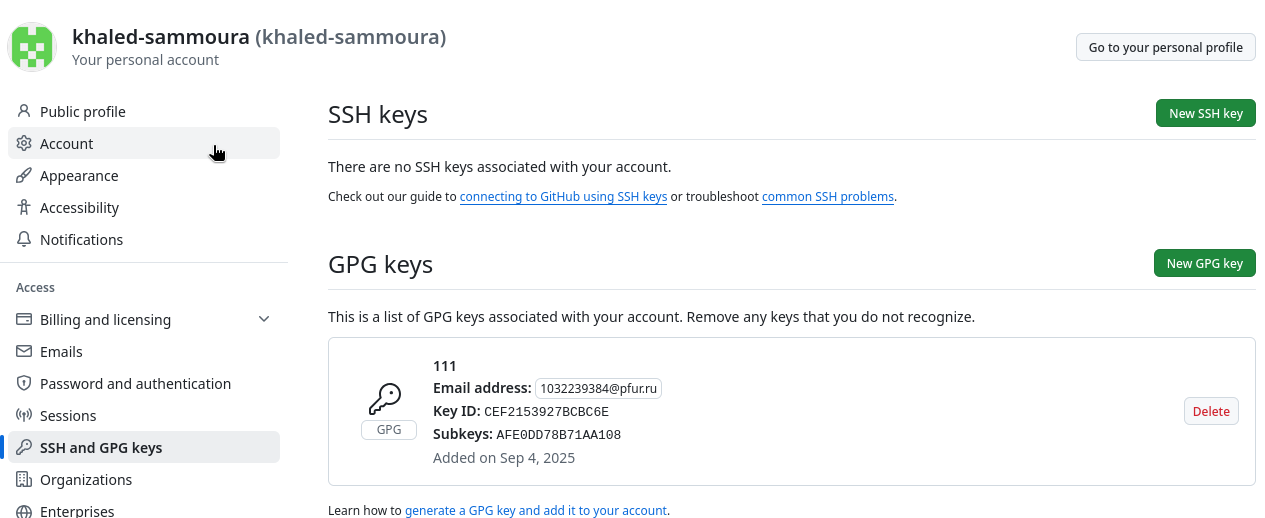 khaled-sammoura (khaled-sammoura)
Your personal account
Go to your personal profile
Public profile
Account
Appearance
Accessibility
Notifications
Access
Billing and licensing
Emails
Password and authentication
Sessions
SSH and GPG keys
Organizations
Enterprises
SSH keys
New SSH key
There are no SSH keys associated with your account.
Check out our guide to connecting to GitHub using SSH keys or troubleshoot common SSH problems.
GPG keys
New GPG key
This is a list of GPG keys associated with your account. Remove any keys that you do not recognize.
GPG
111
Email address: 1032239384@pfur.ru
Key ID: CEF2153927BCBC6E
Subkeys: AFE0DD78B71AA108
Added on Sep 4, 2025
Delete
Learn how to generate a GPG key and add it to your account.